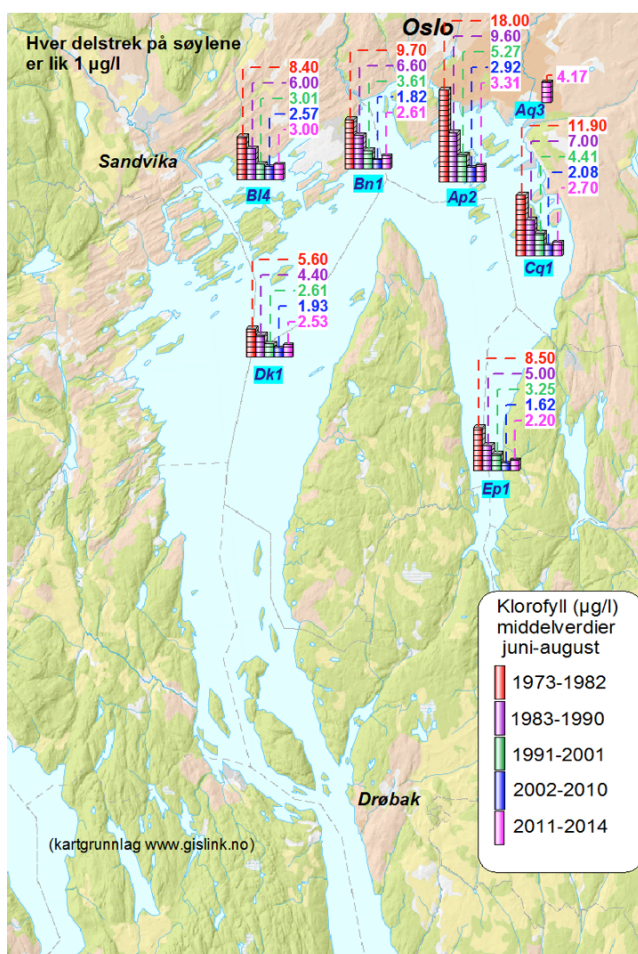 Hver delstrek på søylene
er lik 1 µg/l
Oslo
18.00
9.60
5.27
2.92
3.31
Ap2
9.70
6.60
3.61
1.82
2.61
Bn1
8.40
6.00
3.01
2.57
3.00
Bl4
4.17
Aq3
11.90
7.00
4.41
2.08
2.70
Cq1
Sandvika
5.60
4.40
2.61
1.93
2.53
Dk1
8.50
5.00
3.25
1.62
2.20
Ep1
Klorofyll (µg/l)
middelverdier
juni-august
1973-1982
1983-1990
1991-2001
2002-2010
2011-2014
Drøbak
(kartgrunnlag www.gislink.no)